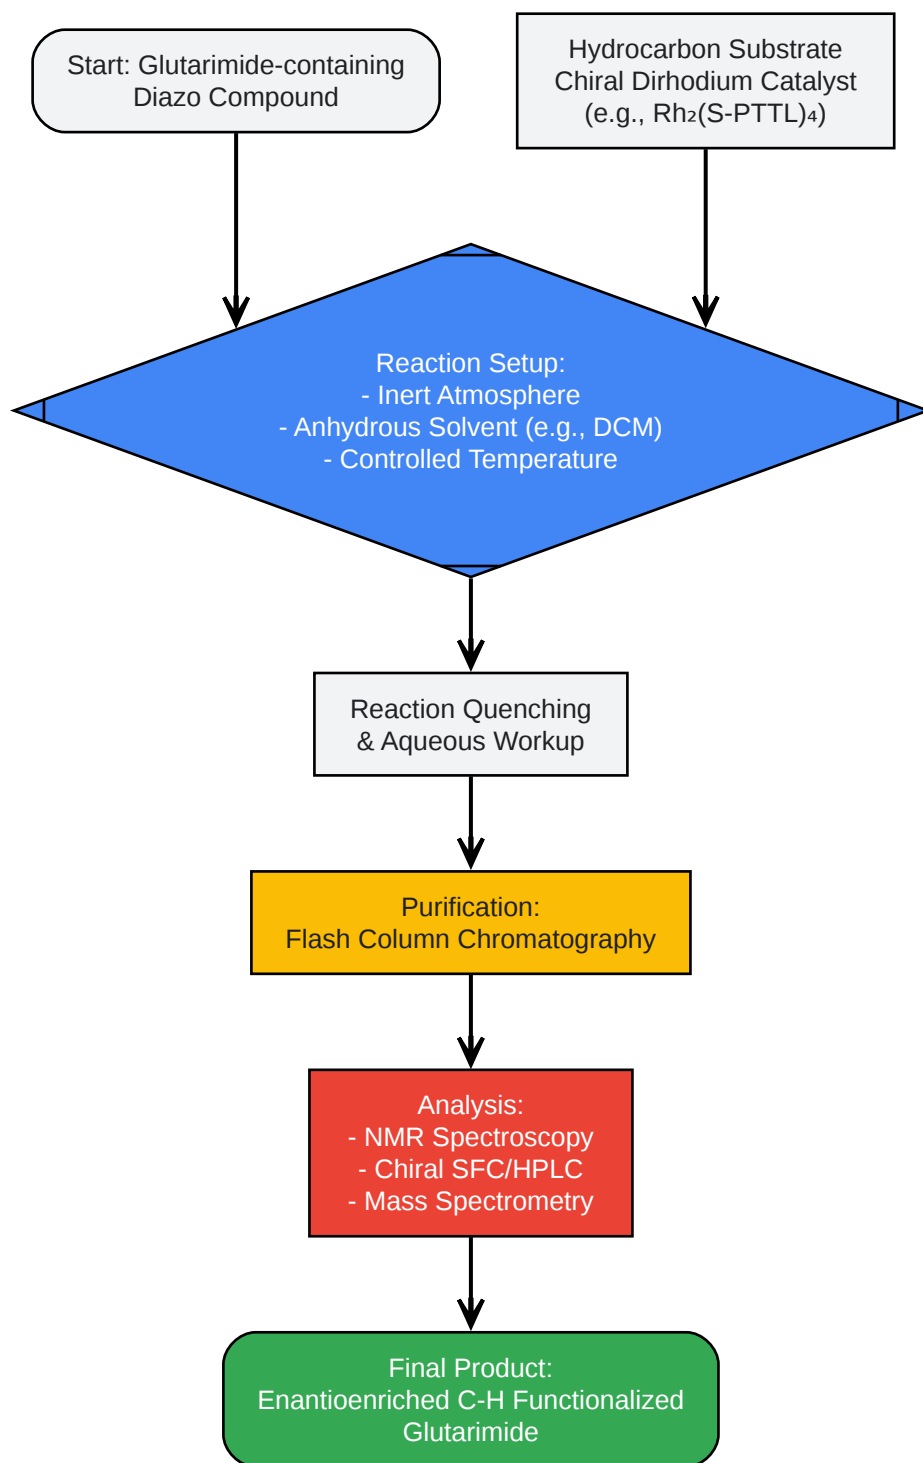 Start: Glutarimide-containing
Diazo Compound
Hydrocarbon Substrate
Chiral Dirhodium Catalyst
(e.g., Rh₂(S-PTTL)₄)
Reaction Setup:
- Inert Atmosphere
- Anhydrous Solvent (e.g., DCM)
- Controlled Temperature
Reaction Quenching
& Aqueous Workup
Purification:
Flash Column Chromatography
Analysis:
- NMR Spectroscopy
- Chiral SFC/HPLC
- Mass Spectrometry
Final Product:
Enantioenriched C-H Functionalized
Glutarimide